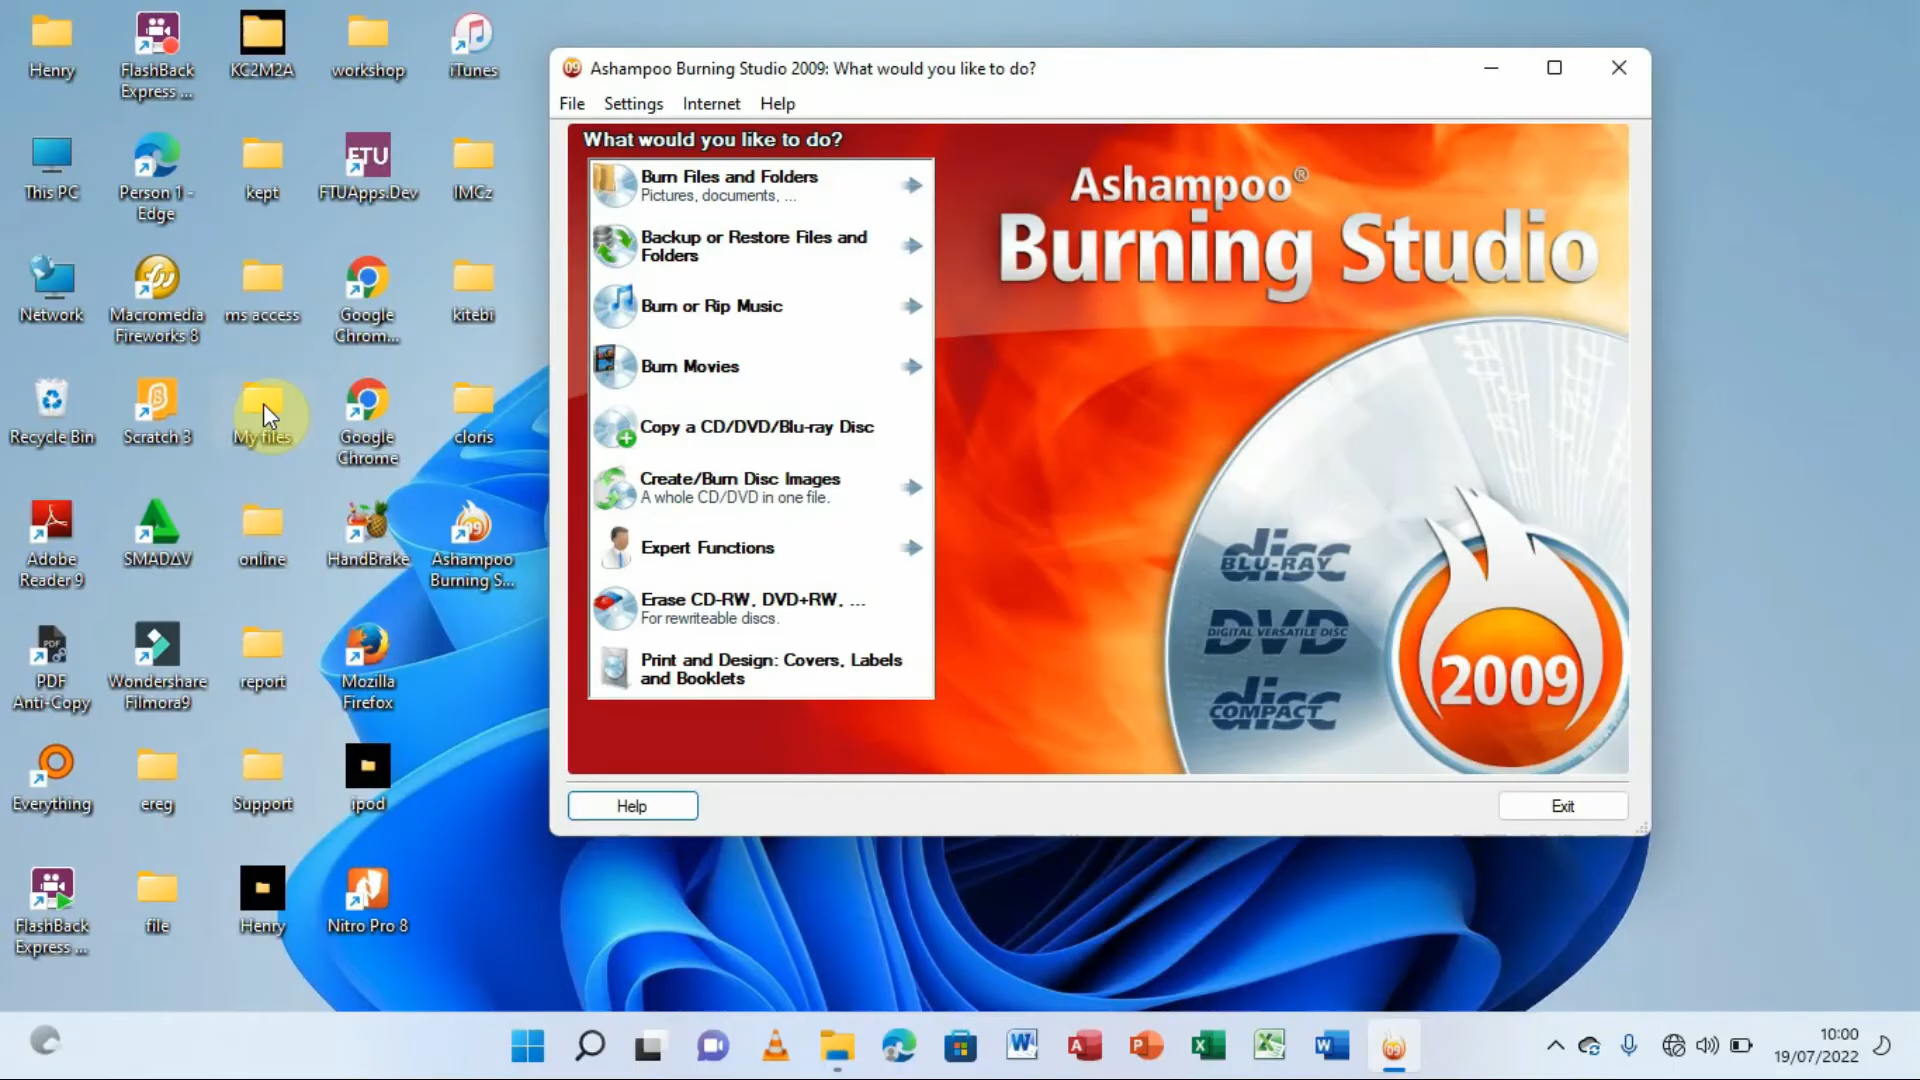 Henry
FlashBack
Express ...
KC2M2A
workshop
iTunes
This PC
Person 1 -
Edge
kept
FTU
FTUApps.Dev
IMCz
Network
Macromedia
Fireworks 8
ms access
Google
Chrom...
kitebi
Recycle Bin
Scratch 3
My files
Google
Chrome
cloris
Adobe
Reader 9
SMADΔV
online
HandBrake
Ashampoo
Burning S...
PDF
PDF
Anti-Copy
Wondershare
Filmora9
report
Mozilla
Firefox
Everything
ereg
Support
ipod
FlashBack
Express ...
file
Henry
Nitro Pro 8
Ashampoo Burning Studio 2009: What would you like to do?
File Settings Internet Help
What would you like to do?
Burn Files and Folders
Pictures, documents, ...
Backup or Restore Files and
Folders
Burn or Rip Music
Burn Movies
Copy a CD/DVD/Blu-ray Disc
Create/Burn Disc Images
A whole CD/DVD in one file.
Expert Functions
Erase CD-RW, DVD+RW, ...
For rewriteable discs.
Print and Design: Covers, Labels
and Booklets
Ashampoo®
Burning Studio
disc
BLU-RAY
DVD
DIGITAL VERSATILE DISC
disc
COMPACT
2009
Help
Exit
10:00
19/07/2022